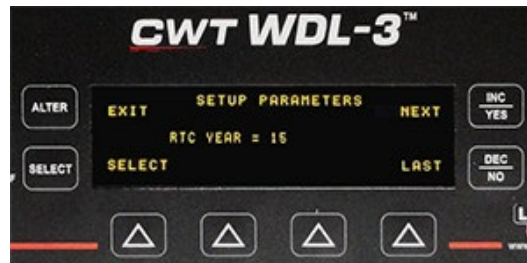 CWT WDL-3™
ALTER
EXIT
SETUP PARAMETERS
NEXT
INC
YES
RTC YEAR = 15
SELECT
SELECT
LAST
DEC
NO